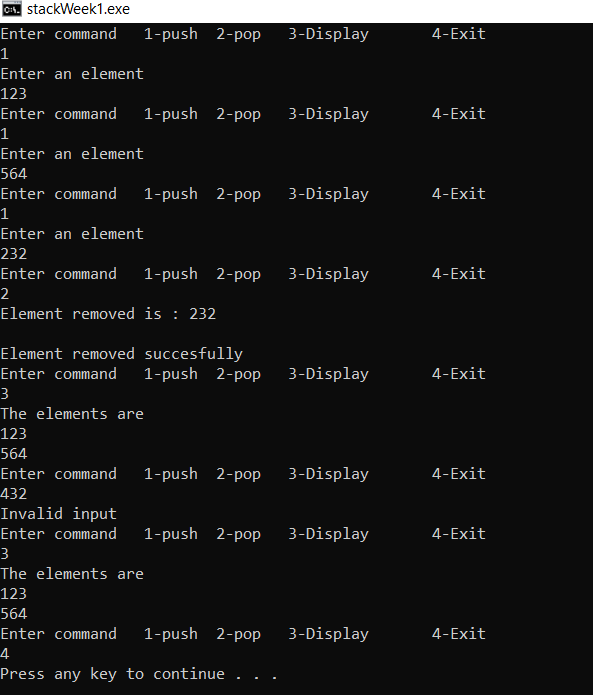 C:\. stackWeek1.exe
Enter command   1-push  2-pop   3-Display       4-Exit
1
Enter an element
123
Enter command   1-push  2-pop   3-Display       4-Exit
1
Enter an element
564
Enter command   1-push  2-pop   3-Display       4-Exit
1
Enter an element
232
Enter command   1-push  2-pop   3-Display       4-Exit
2
Element removed is : 232

Element removed succesfully
Enter command   1-push  2-pop   3-Display       4-Exit
3
The elements are
123
564
Enter command   1-push  2-pop   3-Display       4-Exit
432
Invalid input
Enter command   1-push  2-pop   3-Display       4-Exit
3
The elements are
123
564
Enter command   1-push  2-pop   3-Display       4-Exit
4
Press any key to continue . . .